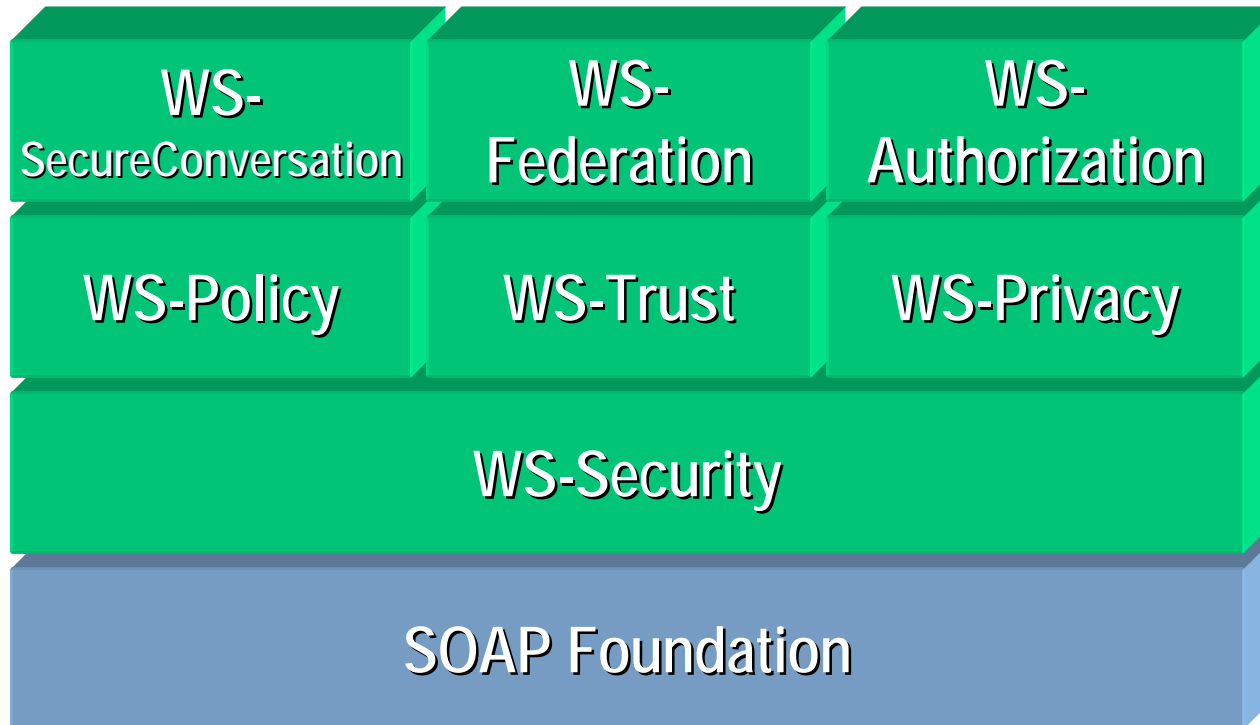 WS-
SecureConversation
WS-
Federation
WS-
Authorization
WS-Policy
WS-Trust
WS-Privacy
WS-Security
SOAP Foundation